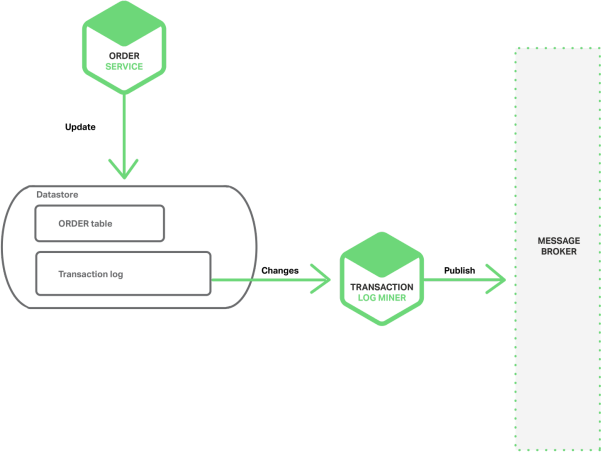 ORDER
SERVICE
Update
Datastore
ORDER table
Transaction log
Changes
TRANSACTION
LOG MINER
Publish
MESSAGE
BROKER